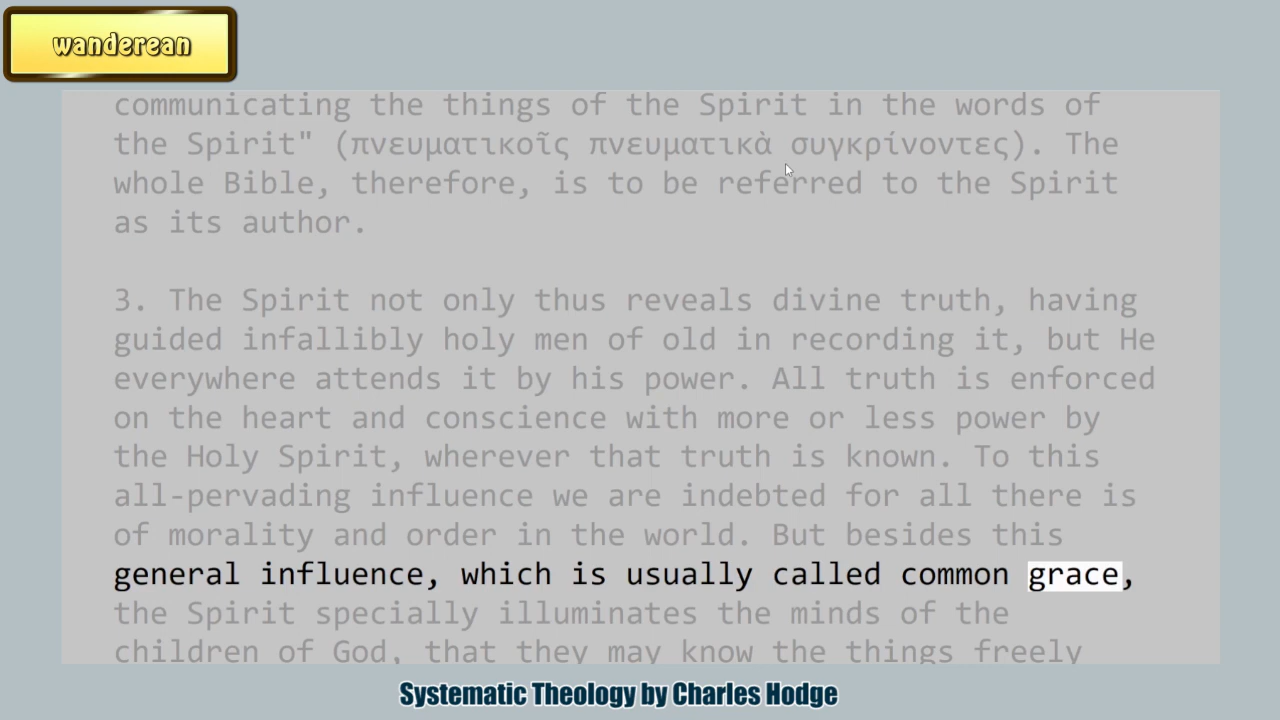 wanderean
communicating the things of the Spirit in the words of
the Spirit" (πνευματικοῖς πνευματικὰ συγκρίνοντες). The
whole Bible, therefore, is to be referred to the Spirit
as its author.
3. The Spirit not only thus reveals divine truth, having
guided infallibly holy men of old in recording it, but He
everywhere attends it by his power. All truth is enforced
on the heart and conscience with more or less power by
the Holy Spirit, wherever that truth is known. To this
all-pervading influence we are indebted for all there is
of morality and order in the world. But besides this
general influence, which is usually called common grace,
the Spirit specially illuminates the minds of the
children of God, that they may know the things freely
Systematic Theology by Charles Hodge